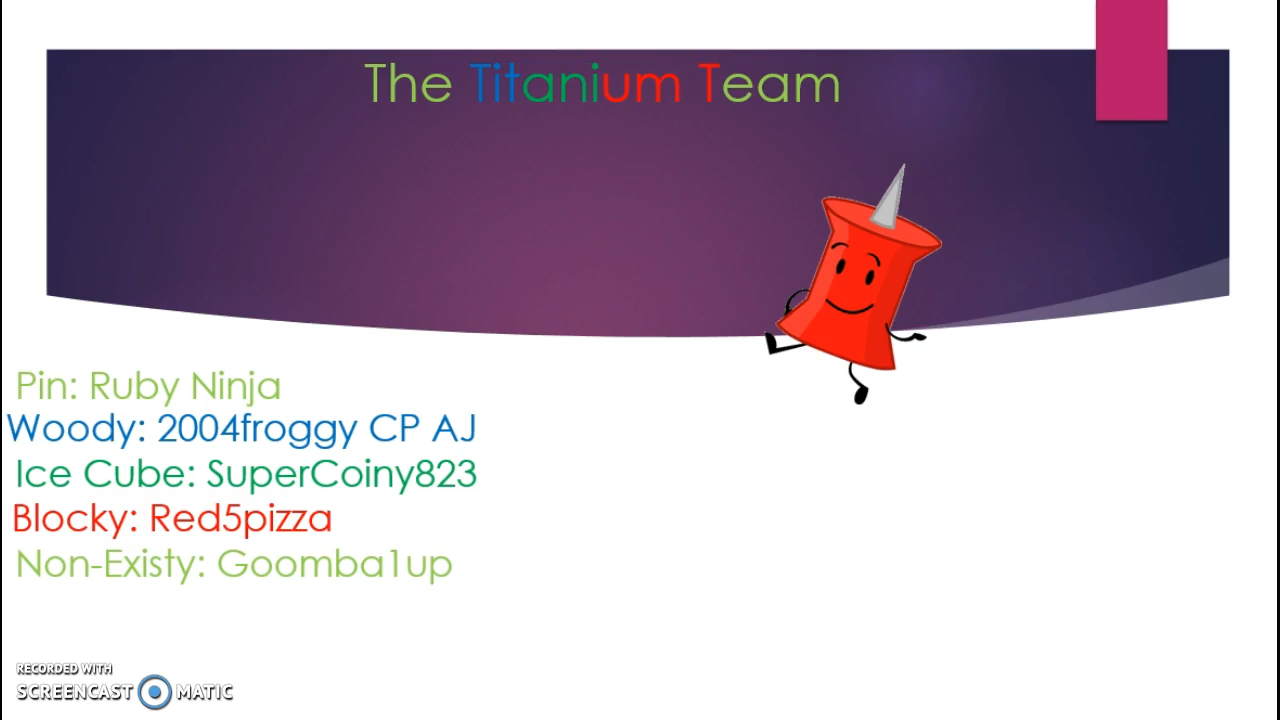 The Titanium Team
Pin: Ruby Ninja
Woody: 2004froggy CP AJ
Ice Cube: SuperCoiny823
Blocky: Red5pizza
Non-Existy: Goomba1up
RECORDED WITH
SCREENCAST MATIC